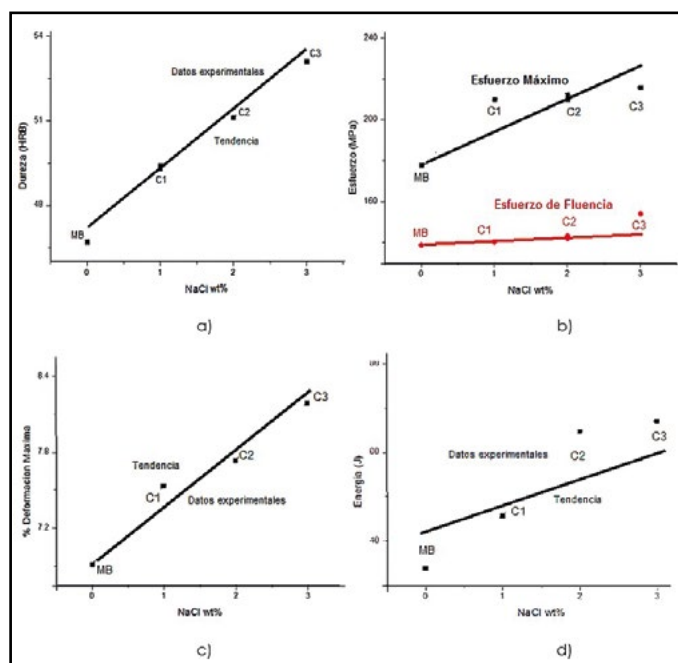 54
51
48
Dureza (HRB)
Datos experimentales
Tendencia
MB
C1
C2
C3
0 1 2 3
NaCl wt%
a)
240
200
160
Esfuerzo (MPa)
Esfuerzo Máximo
MB
C1
C2
C3
Esfuerzo de Fluencia
MB
C1
C2
C3
0 1 2 3
NaCl wt%
b)
8.4
7.8
7.2
% Deformacion Maxima
Tendencia
Datos experimentales
MB
C1
C2
C3
0 1 2 3
NaCl wt%
c)
40
Energia (J)
Datos experimentales
Tendencia
MB
C1
C2
C3
0 1 2 3
NaCl wt%
d)